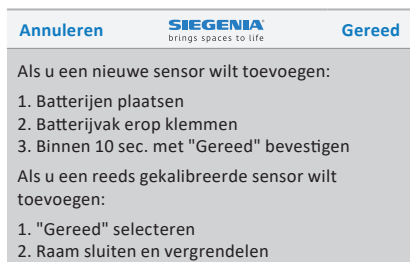 Annuleren SIEGENIA® Gereed
brings spaces to life
Als u een nieuwe sensor wilt toevoegen:
1. Batterijen plaatsen
2. Batterijvak erop klemmen
3. Binnen 10 sec. met "Gereed" bevestigen
Als u een reeds gekalibreerde sensor wilt
toevoegen:
1. "Gereed" selecteren
2. Raam sluiten en vergrendelen